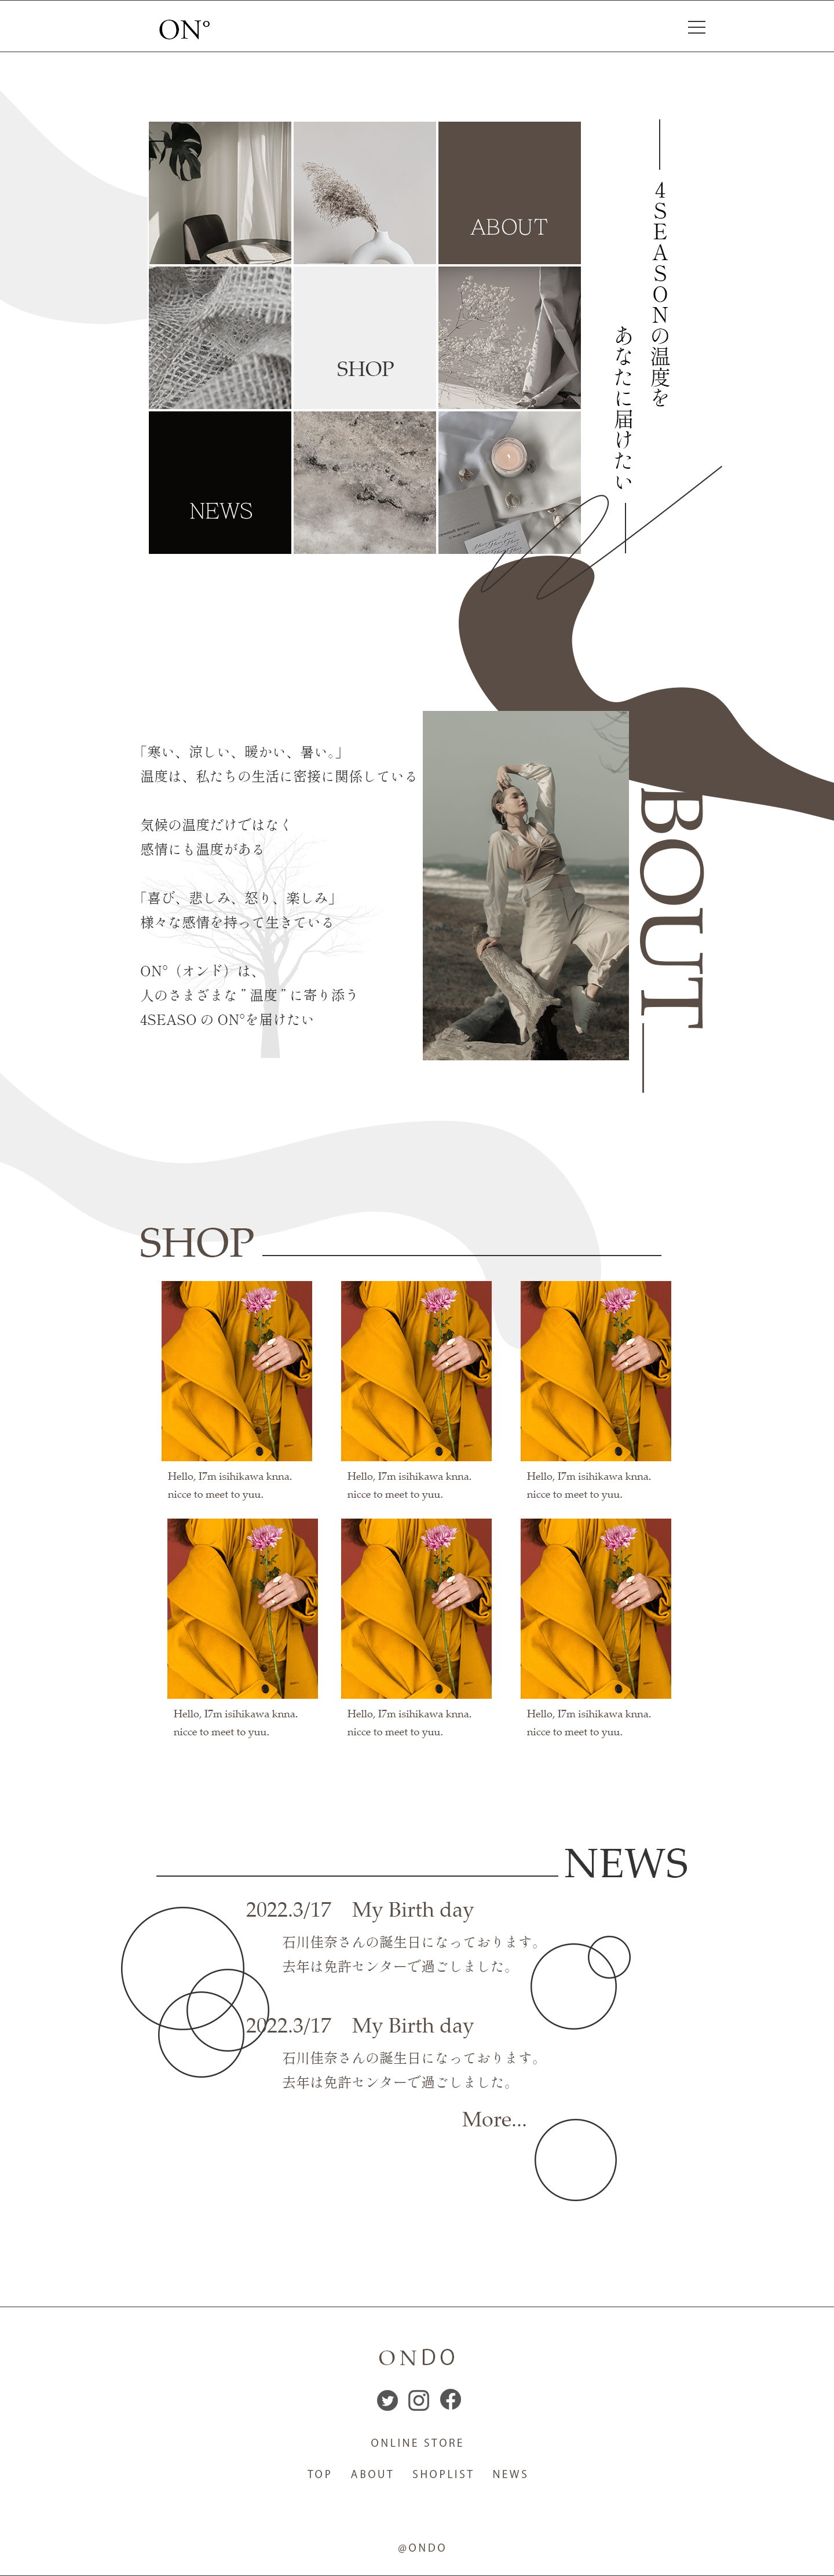 ON°
ABOUT
SHOP
NEWS
4SEASONの温度を
あなたに届けたい
「寒い、涼しい、暖かい、暑い。」
温度は、私たちの生活に密接に関係している
気候の温度だけではなく
感情にも温度がある
「喜び、悲しみ、怒り、楽しみ」
様々な感情を持って生きている
ON°（オンド）は、
人のさまざまな”温度”に寄り添う
4SEASO の ON°を届けたい
BOUT
SHOP
Hello, I7m isihikawa knna.
nicce to meet to yuu.
Hello, I7m isihikawa knna.
nicce to meet to yuu.
Hello, I7m isihikawa knna.
nicce to meet to yuu.
Hello, I7m isihikawa knna.
nicce to meet to yuu.
Hello, I7m isihikawa knna.
nicce to meet to yuu.
Hello, I7m isihikawa knna.
nicce to meet to yuu.
NEWS
2022.3/17　My Birth day
石川佳奈さんの誕生日になっております。
去年は免許センターで過ごしました。
2022.3/17　My Birth day
石川佳奈さんの誕生日になっております。
去年は免許センターで過ごしました。
More...
ONDO
ONLINE STORE
TOP ABOUT SHOPLIST NEWS
@ONDO